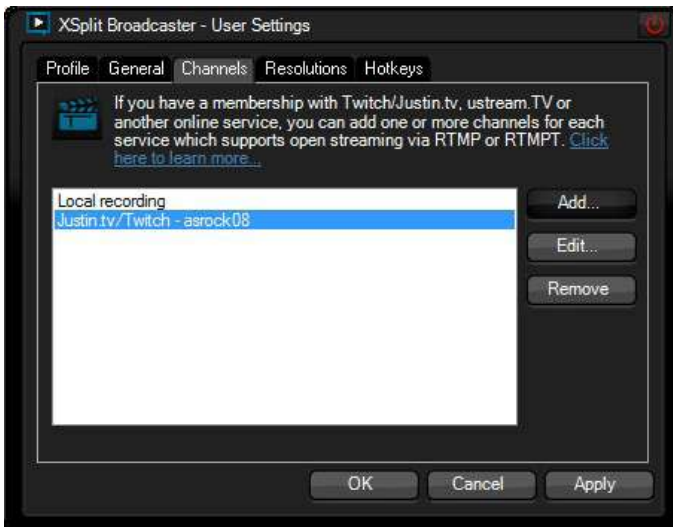 XSplit Broadcaster - User Settings
Profile General Channels Resolutions Hotkeys
If you have a membership with Twitch/Justin.tv, ustream.TV or
another online service, you can add one or more channels for each
service which supports open streaming via RTMP or RTMPT. Click
here to learn more...
Local recording
Justin.tv/Twitch - asrock08
Add...
Edit...
Remove
OK Cancel Apply